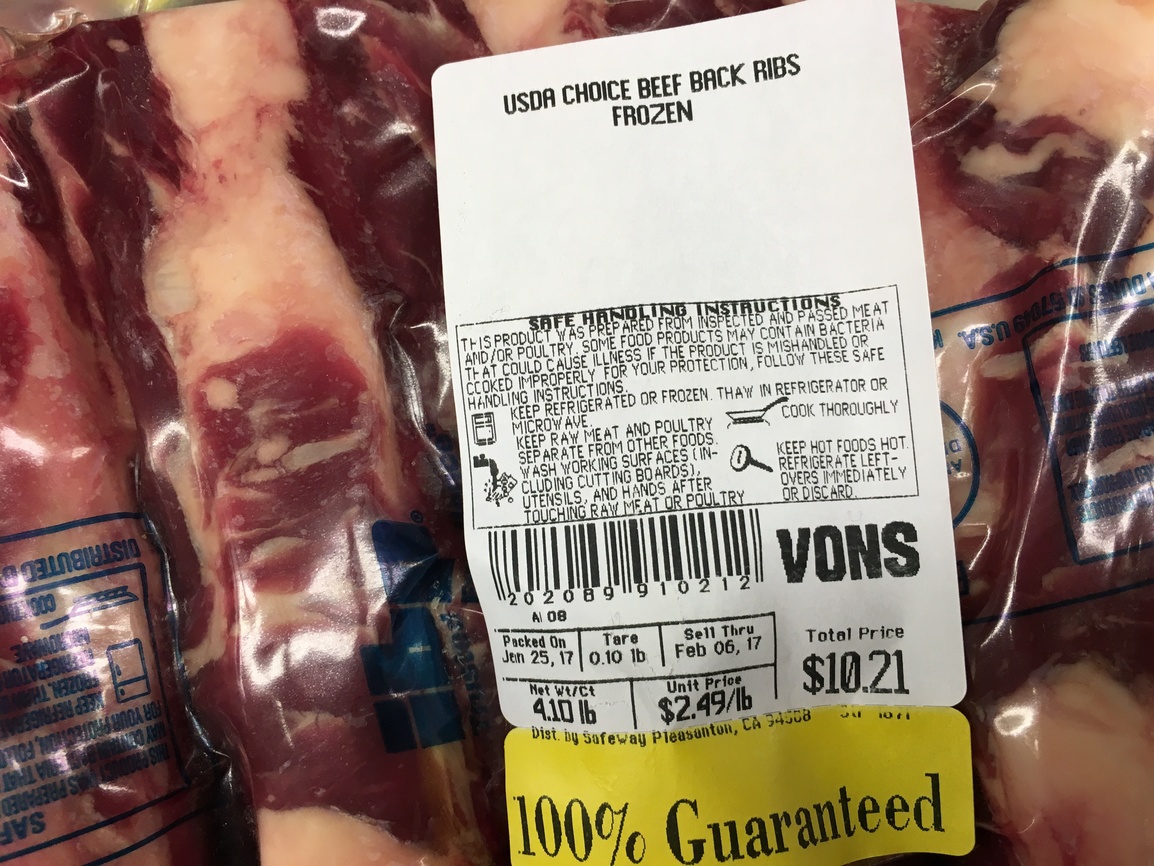 USDA CHOICE BEEF BACK RIBS
FROZEN
SAFE HANDLING INSTRUCTIONS
THIS PRODUCT WAS PREPARED FROM INSPECTED AND PASSED MEAT
AND/OR POULTRY. SOME FOOD PRODUCTS MAY CONTAIN BACTERIA
THAT COULD CAUSE ILLNESS IF THE PRODUCT IS MISHANDLED OR
COOKED IMPROPERLY. FOR YOUR PROTECTION, FOLLOW THESE SAFE
HANDLING INSTRUCTIONS.
KEEP REFRIGERATED OR FROZEN. THAW IN REFRIGERATOR OR
MICROWAVE.
KEEP RAW MEAT AND POULTRY
SEPARATE FROM OTHER FOODS.
WASH WORKING SURFACES (IN-
CLUDING CUTTING BOARDS),
UTENSILS, AND HANDS AFTER
TOUCHING RAW MEAT OR POULTRY
COOK THOROUGHLY
KEEP HOT FOODS HOT.
REFRIGERATE LEFT-
OVERS IMMEDIATELY
OR DISCARD.
202089 910212
VONS
AI 08
Packed On
Jan 25, 17
Tare
0.10 lb
Sell Thru
Feb 06, 17
Total Price
$10.21
Net Wt/Ct
4.10 lb
Unit Price
$2.49/lb
Dist. by Safeway Pleasanton, CA
100% Guaranteed
DISTRIBUTED B
U.S.A.